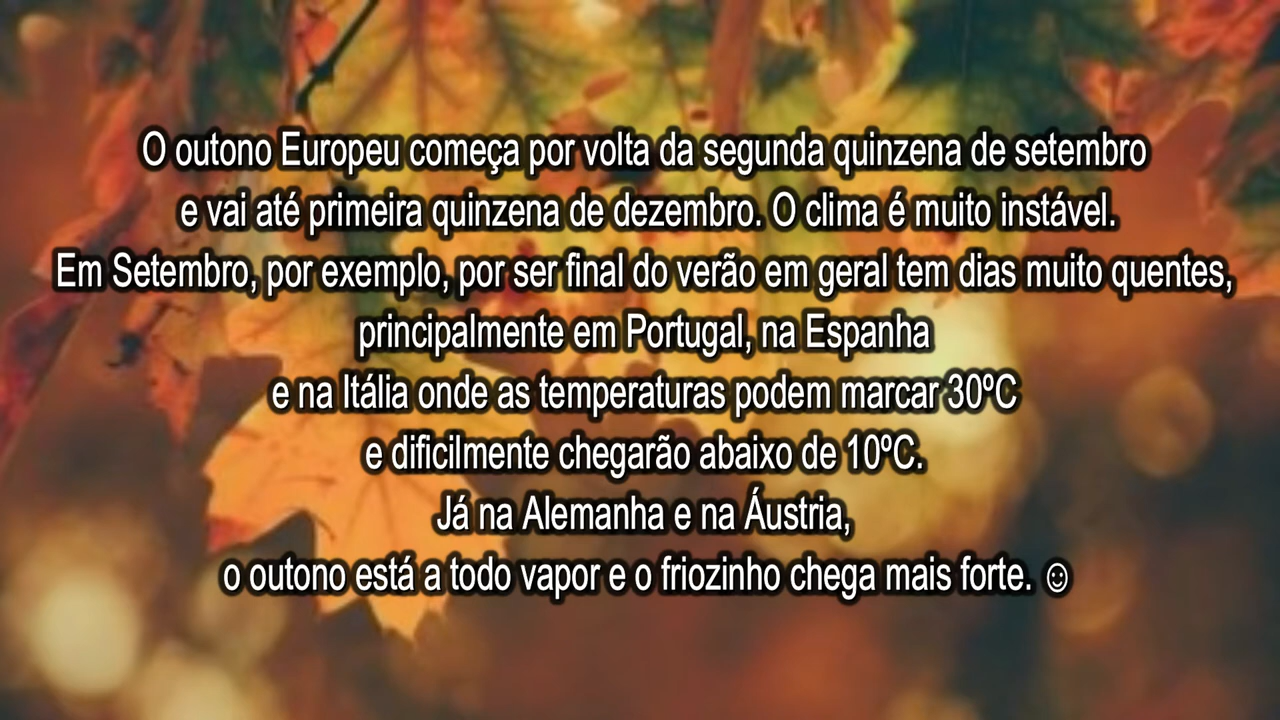 O outono Europeu começa por volta da segunda quinzena de setembro
e vai até primeira quinzena de dezembro. O clima é muito instável.
Em Setembro, por exemplo, por ser final do verão em geral tem dias muito quentes,
principalmente em Portugal, na Espanha
e na Itália onde as temperaturas podem marcar 30ºC
e dificilmente chegarão abaixo de 10ºC.
Já na Alemanha e na Áustria,
o outono está a todo vapor e o friozinho chega mais forte. ☺